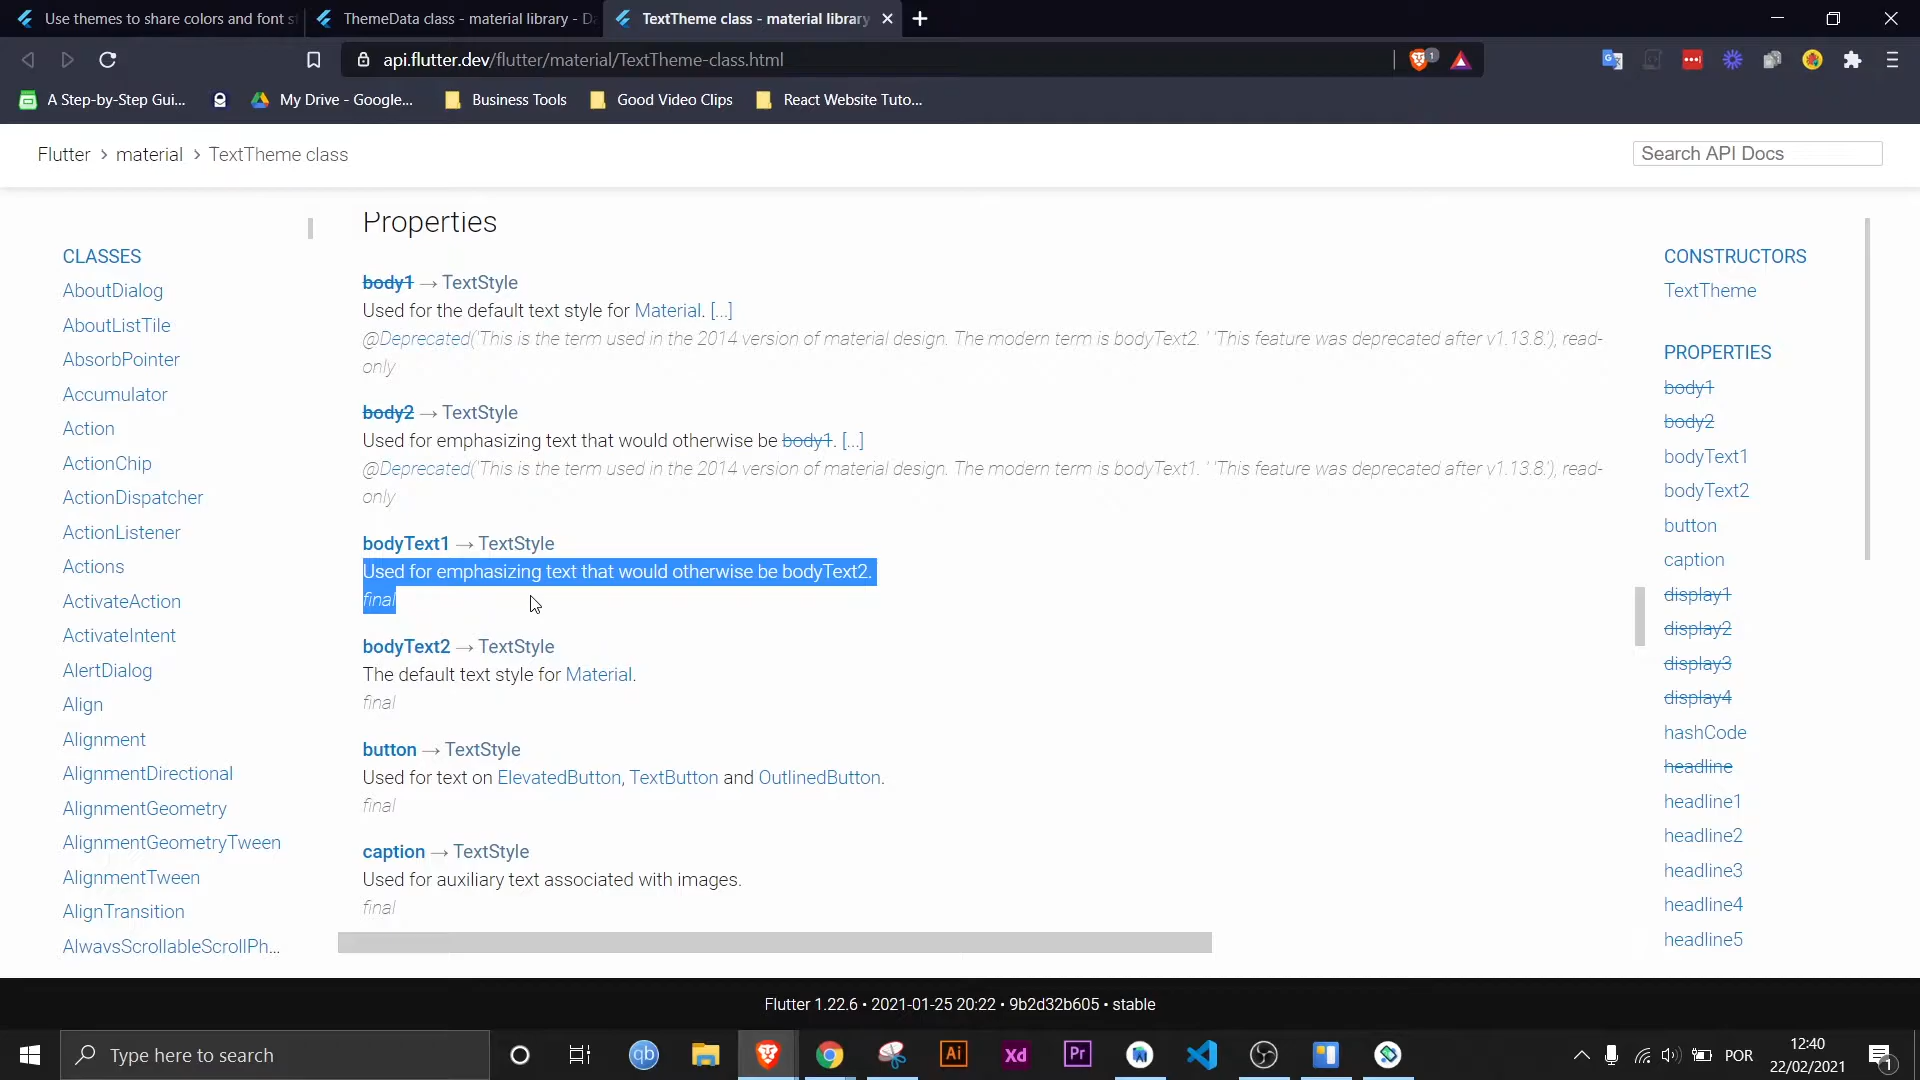 Use themes to share colors and font s
ThemeData class - material library - Da
TextTheme class - material library
api.flutter.dev/flutter/material/TextTheme-class.html
1
A Step-by-Step Gui...
My Drive - Google...
Business Tools
Good Video Clips
React Website Tuto...
Flutter > material > TextTheme class
Search API Docs
CLASSES
AboutDialog
AboutListTile
AbsorbPointer
Accumulator
Action
ActionChip
ActionDispatcher
ActionListener
Actions
ActivateAction
ActivateIntent
AlertDialog
Align
Alignment
AlignmentDirectional
AlignmentGeometry
AlignmentGeometryTween
AlignmentTween
AlignTransition
AlwaysScrollableScrollPh...
Properties
body1 → TextStyle
Used for the default text style for Material. [...]
@Deprecated('This is the term used in the 2014 version of material design. The modern term is bodyText2. ' 'This feature was deprecated after v1.13.8.'), read-
only
body2 → TextStyle
Used for emphasizing text that would otherwise be body1. [...]
@Deprecated('This is the term used in the 2014 version of material design. The modern term is bodyText1. ' 'This feature was deprecated after v1.13.8.'), read-
only
bodyText1 → TextStyle
Used for emphasizing text that would otherwise be bodyText2.
final
bodyText2 → TextStyle
The default text style for Material.
final
button → TextStyle
Used for text on ElevatedButton, TextButton and OutlinedButton.
final
caption → TextStyle
Used for auxiliary text associated with images.
final
CONSTRUCTORS
TextTheme
PROPERTIES
body1
body2
bodyText1
bodyText2
button
caption
display1
display2
display3
display4
hashCode
headline
headline1
headline2
headline3
headline4
headline5
Flutter 1.22.6 • 2021-01-25 20:22 • 9b2d32b605 • stable
Type here to search
qb
Ai
Xd
Pr
POR
12:40
22/02/2021
1